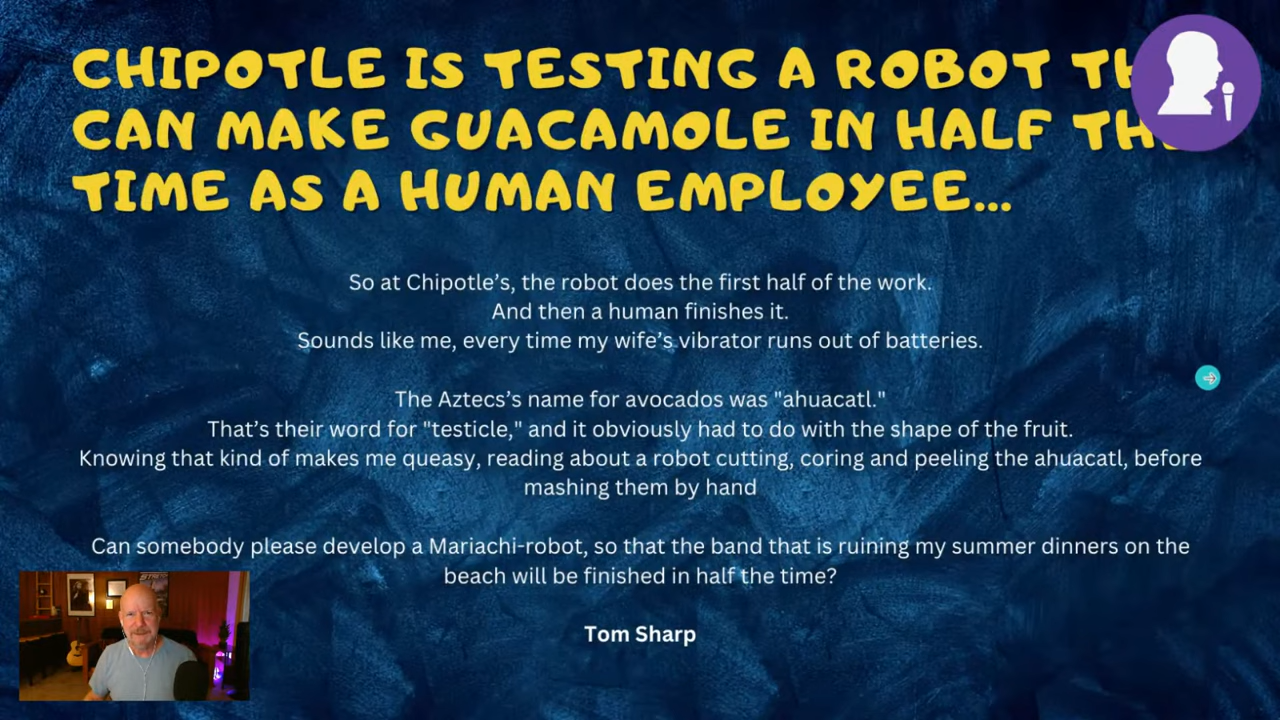 CHIPOTLE IS TESTING A ROBOT
CAN MAKE GUACAMOLE IN HALF
TIME AS A HUMAN EMPLOYEE...
So at Chipotle's, the robot does the first half of the work.
And then a human finishes it.
Sounds like me, every time my wife's vibrator runs out of batteries.
The Aztecs's name for avocados was "ahuacatl."
That's their word for "testicle," and it obviously had to do with the shape of the fruit.
Knowing that kind of makes me queasy, reading about a robot cutting, coring and peeling the ahuacatl, before
mashing them by hand
Can somebody please develop a Mariachi-robot, so that the band that is ruining my summer dinners on the
beach will be finished in half the time?
Tom Sharp